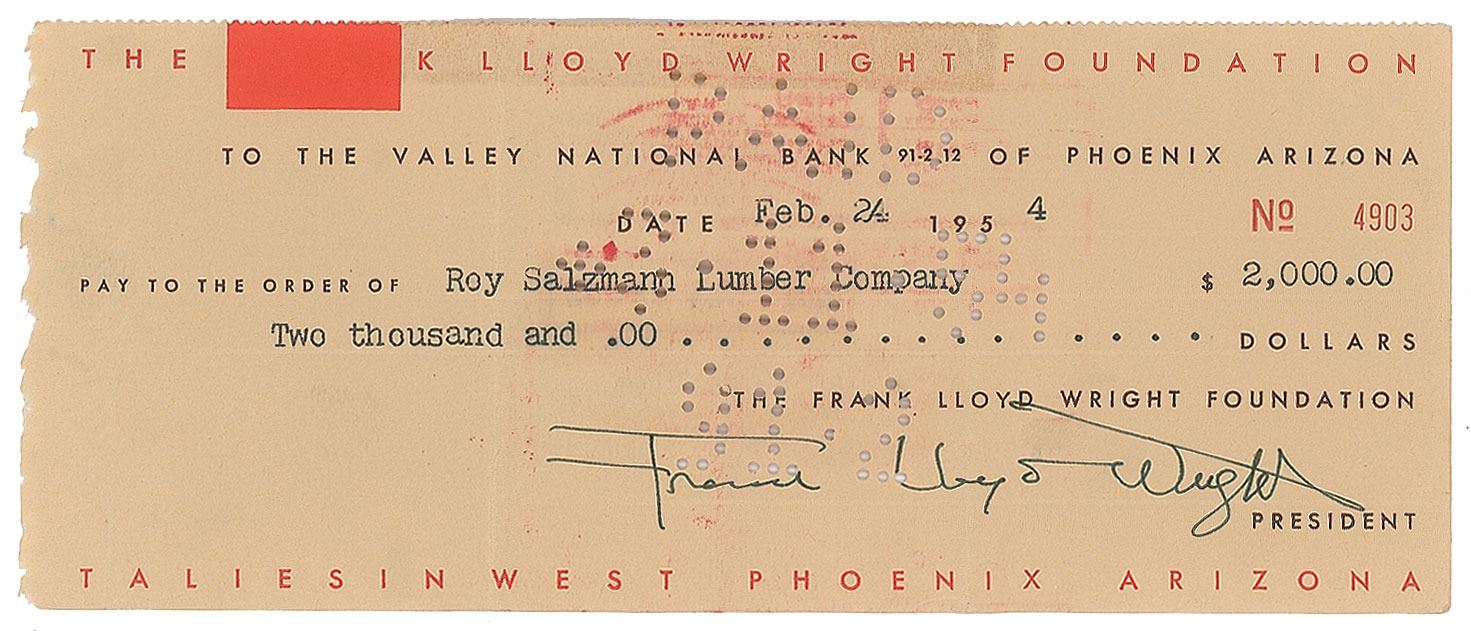 THE K LLOYD WRIGHT FOUNDATION
TO THE VALLEY NATIONAL BANK 91-2 12 OF PHOENIX ARIZONA
DATE Feb. 24 1954 Nº 4903
PAY TO THE ORDER OF Roy Salzmann Lumber Company $ 2,000.00
Two thousand and .00 . . . . . . . . . . . . . . DOLLARS
THE FRANK LLOYD WRIGHT FOUNDATION
Frank Lloyd Wright
PRESIDENT
TALIESIN WEST PHOENIX ARIZONA